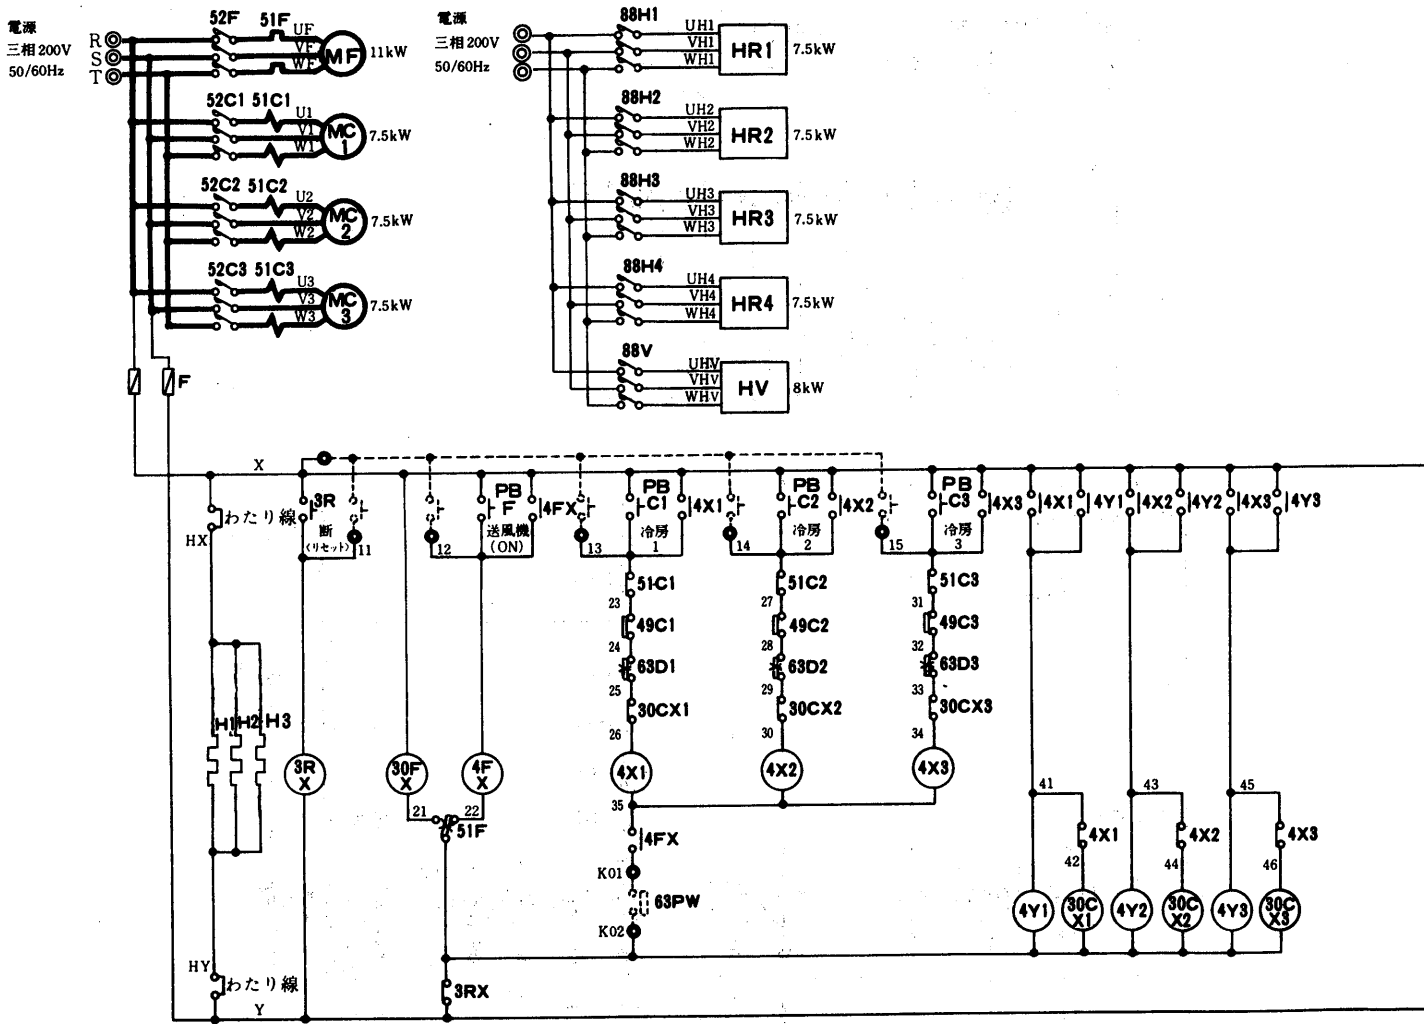 電源
三相200V
50/60Hz
R
S
T
52F
51F
UF
VF
WF
MF
11kW
52C1
51C1
U1
V1
W1
MC
1
7.5kW
52C2
51C2
U2
V2
W2
MC
2
7.5kW
52C3
51C3
U3
V3
W3
MC
3
7.5kW
F
電源
三相200V
50/60Hz
88H1
UH1
VH1
WH1
HR1
7.5kW
88H2
UH2
VH2
WH2
HR2
7.5kW
88H3
UH3
VH3
WH3
HR3
7.5kW
88H4
UH4
VH4
WH4
HR4
7.5kW
88V
UHV
VHV
WHV
HV
8kW
X
わたり線
HX
3R
断
(リセット)
11
12
PB
F
送風機
(ON)
4FX
13
PB
C1
冷房
1
4X1
14
PB
C2
冷房
2
4X2
15
PB
C3
冷房
3
4X3
4X1
4Y1
4X2
4Y2
4X3
4Y3
51C1
23
49C1
24
63D1
25
30CX1
26
4X1
51C2
27
49C2
28
63D2
29
30CX2
30
4X2
51C3
31
49C3
32
63D3
33
30CX3
34
4X3
H1
H2
H3
3R
X
30F
X
4F
X
21
22
51F
35
4FX
K01
63PW
K02
41
4X1
42
43
4X2
44
45
4X3
46
4Y1
30C
X1
4Y2
30C
X2
4Y3
30C
X3
HY
わたり線
3RX
Y